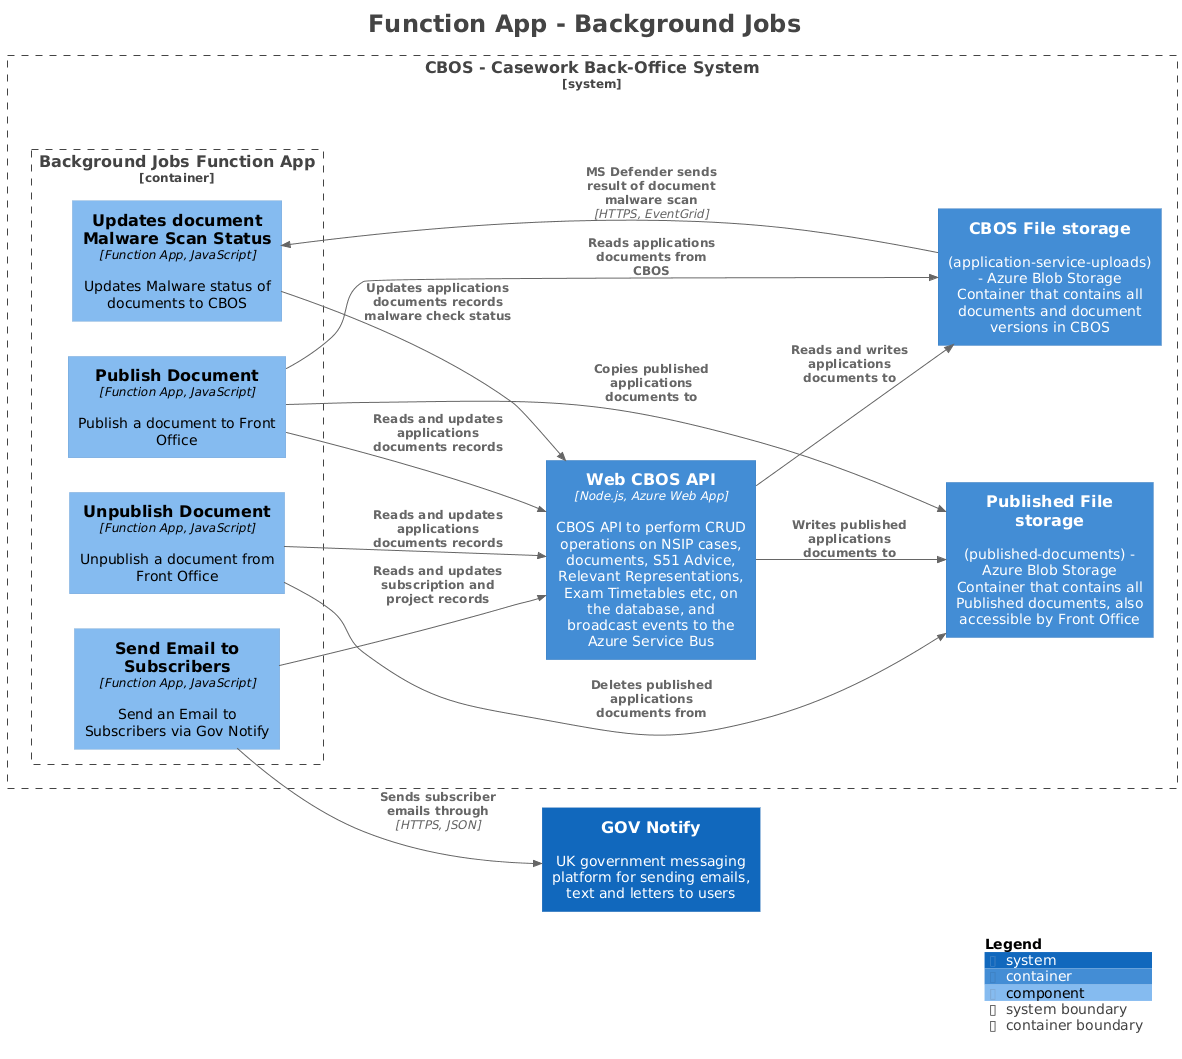 Function App - Background Jobs
CBOS - Casework Back-Office System
[system]
Background Jobs Function App
[container]
Updates document
Malware Scan Status
[Function App, JavaScript]
Updates Malware status of
documents to CBOS
Publish Document
[Function App, JavaScript]
Publish a document to Front
Office
Unpublish Document
[Function App, JavaScript]
Unpublish a document from
Front Office
Send Email to
Subscribers
[Function App, JavaScript]
Send an Email to
Subscribers via Gov Notify
MS Defender sends
result of document
malware scan
[HTTPS, EventGrid]
Reads applications
documents from
CBOS
Updates applications
documents records
malware check status
Copies published
applications
documents to
Reads and updates
applications
documents records
Reads and updates
applications
documents records
Reads and updates
subscription and
project records
Web CBOS API
[Node.js, Azure Web App]
CBOS API to perform CRUD
operations on NSIP cases,
documents, S51 Advice,
Relevant Representations,
Exam Timetables etc, on
the database, and
broadcast events to the
Azure Service Bus
Deletes published
applications
documents from
Reads and writes
applications
documents to
Writes published
applications
documents to
CBOS File storage
(application-service-uploads)
- Azure Blob Storage
Container that contains all
documents and document
versions in CBOS
Published File
storage
(published-documents) -
Azure Blob Storage
Container that contains all
Published documents, also
accessible by Front Office
Sends subscriber
emails through
[HTTPS, JSON]
GOV Notify
UK government messaging
platform for sending emails,
text and letters to users
Legend
system
container
component
system boundary
container boundary